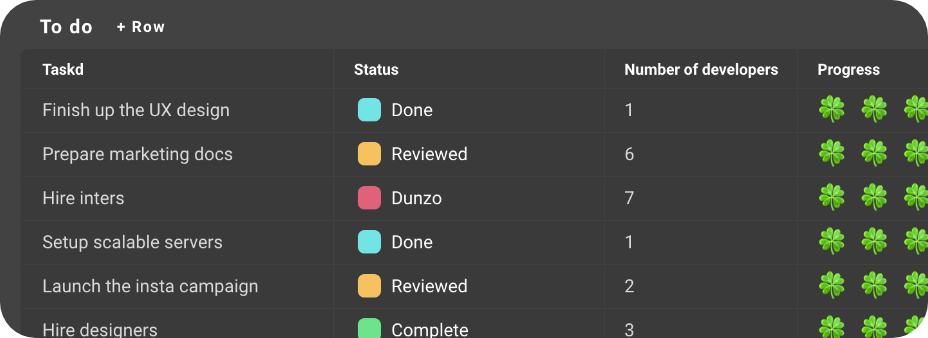 To do + Row
Taskd Status Number of developers Progress
Finish up the UX design Done 1
Prepare marketing docs Reviewed 6
Hire inters Dunzo 7
Setup scalable servers Done 1
Launch the insta campaign Reviewed 2
Hire designers Complete 3